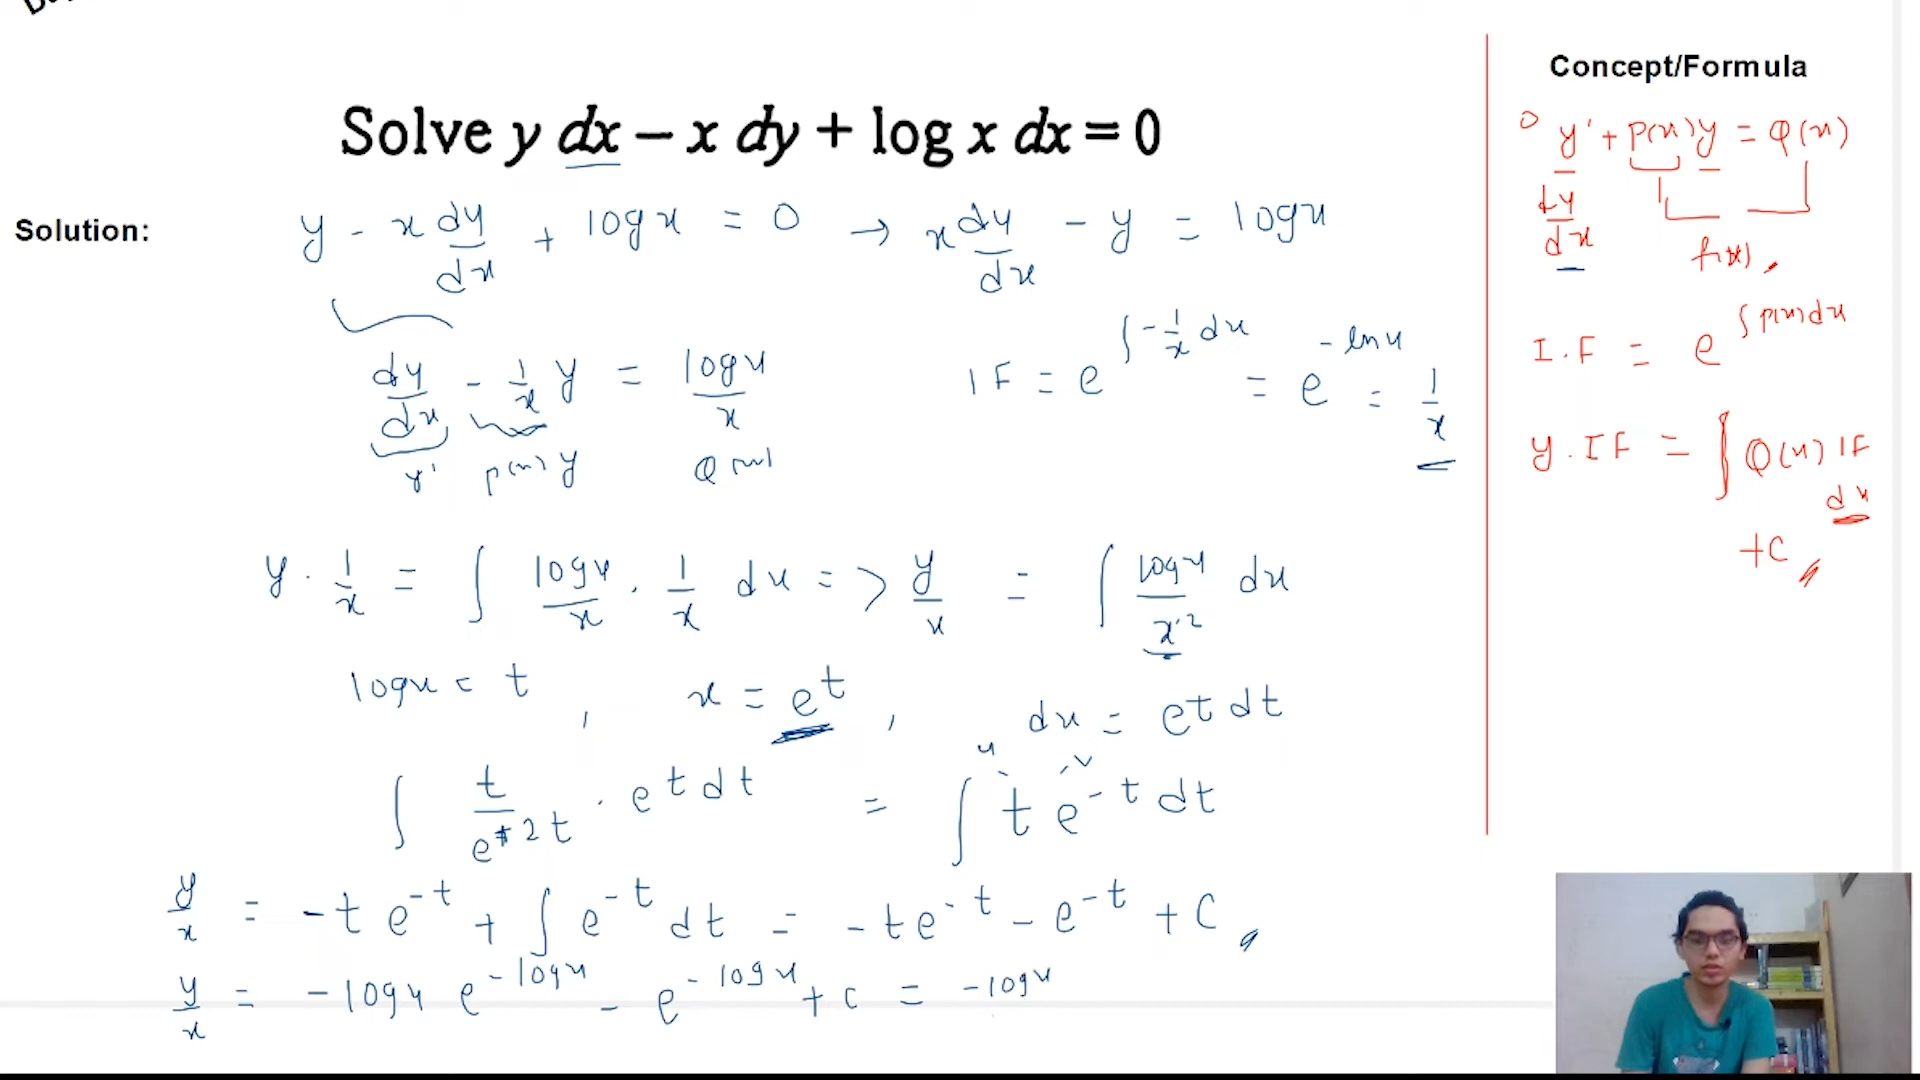 Solve y dx – x dy + log x dx = 0
Solution:
y - x dy/dx + log x = 0 → x dy/dx - y = log x
dy/dx - 1/x y = log x / x
y' p(x) y Q(x)
IF = e^∫-1/x dx = e^-ln x = 1/x
y · 1/x = ∫ log x / x · 1/x dx => y/x = ∫ log x / x² dx
log x = t , x = e^t , dx = e^t dt
∫ t / e^2t · e^t dt = ∫ t e^-t dt
u v
y/x = - t e^-t + ∫ e^-t dt = - t e^-t - e^-t + C,
y/x = - log x e^-log x - e^-log x + c = - log x
Concept/Formula
y' + P(x) y = Q(x)
dy/dx
f(x).
I.F = e^∫p(x)dx
y. IF = ∫ Q(x) IF dx
+C,